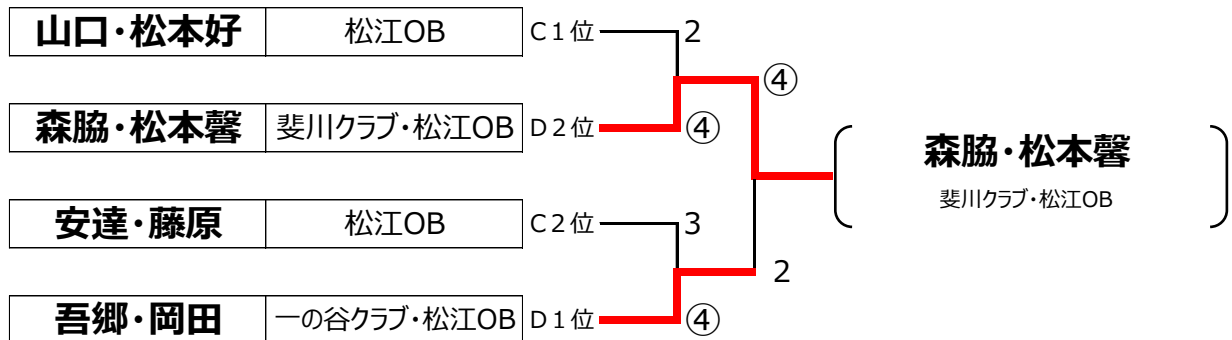 山口・松本好 松江OB C1位 2
④
森脇・松本馨 斐川クラブ・松江OB D2位 ④
森脇・松本馨
斐川クラブ・松江OB
安達・藤原 松江OB C2位 3
2
吾郷・岡田 一の谷クラブ・松江OB D1位 ④